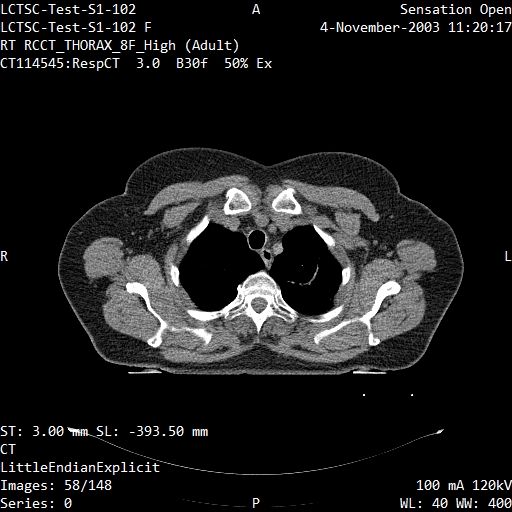 LCTSC-Test-S1-102 A Sensation Open
LCTSC-Test-S1-102 F 4-November-2003 11:20:17
RT RCCT_THORAX_8F_High (Adult)
CT114545:RespCT 3.0 B30f 50% Ex
R L
ST: 3.00 mm SL: -393.50 mm
CT
LittleEndianExplicit
Images: 58/148 100 mA 120kV
Series: 0 P WL: 40 WW: 400